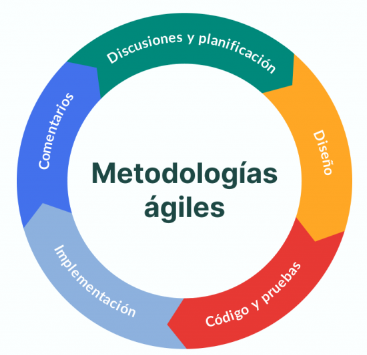 Discusiones y planificación
Diseño
Código y pruebas
Implementación
Comentarios
Metodologías
ágiles